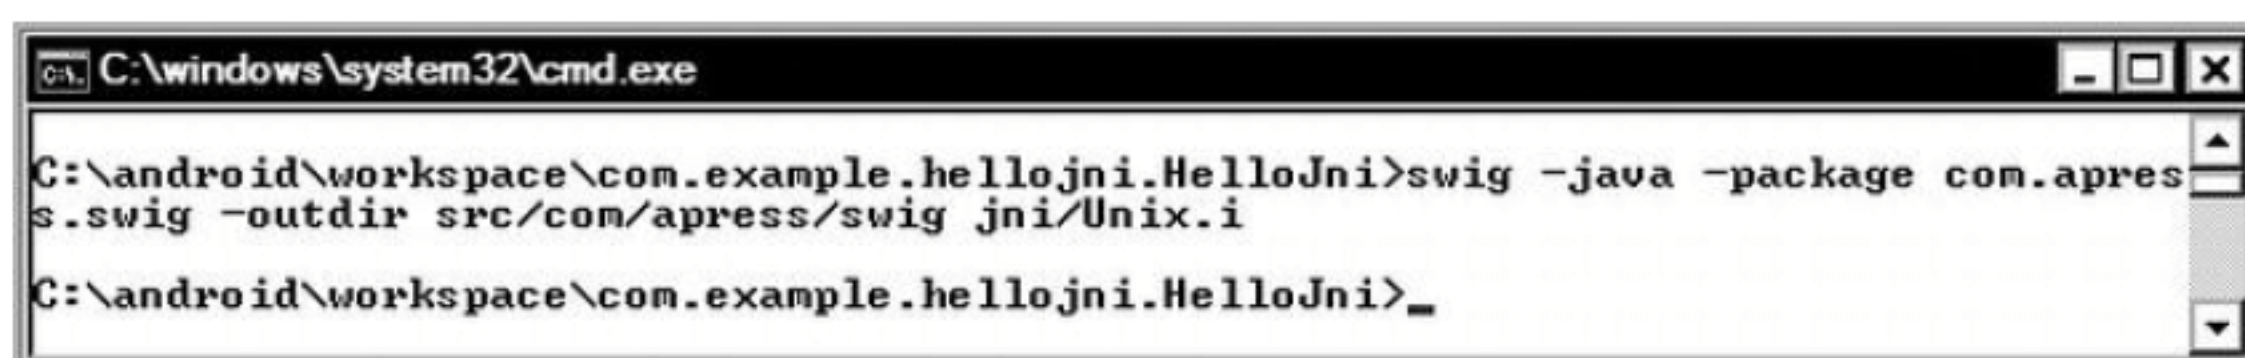 C:\windows\system32\cmd.exe
C:\android\workspace\com.example.hellojni.HelloJni>swig -java -package com.apres
s.swig -outdir src/com/apress/swig jni/Unix.i
C:\android\workspace\com.example.hellojni.HelloJni>_